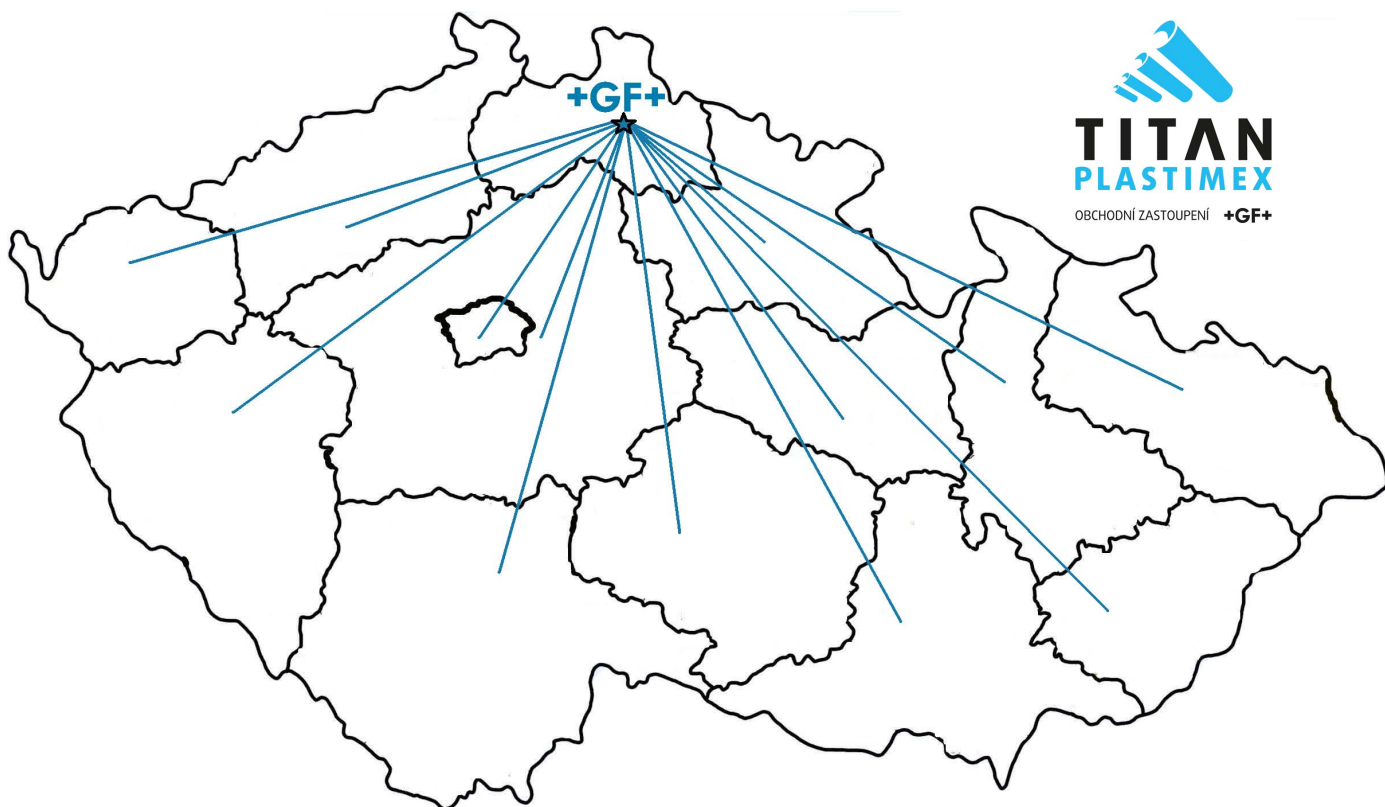 +GF+
TITAN
PLASTIMEX
OBCHODNÍ ZASTOUPENÍ +GF+